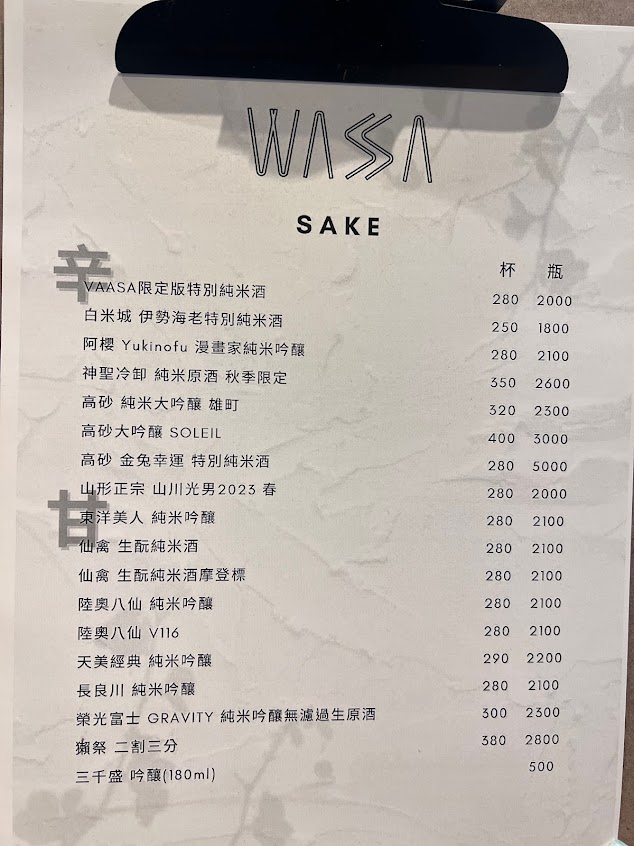 WASSA
SAKE
杯 瓶
辛
VAASA限定版特別純米酒 280 2000
白米城 伊勢海老特別純米酒 250 1800
阿櫻 Yukinofu 漫畫家純米吟釀 280 2100
神聖冷卸 純米原酒 秋季限定 350 2600
高砂 純米大吟釀 雄町 320 2300
高砂大吟釀 SOLEIL 400 3000
高砂 金兔幸運 特別純米酒 280 5000
山形正宗 山川光男2023 春 280 2000
甘
東洋美人 純米吟釀 280 2100
仙禽 生酛純米酒 280 2100
仙禽 生酛純米酒摩登標 280 2100
陸奧八仙 純米吟釀 280 2100
陸奧八仙 V116 280 2100
天美經典 純米吟釀 290 2200
長良川 純米吟釀 280 2100
榮光富士 GRAVITY 純米吟釀無濾過生原酒 300 2300
獺祭 二割三分 380 2800
三千盛 吟釀(180ml) 500